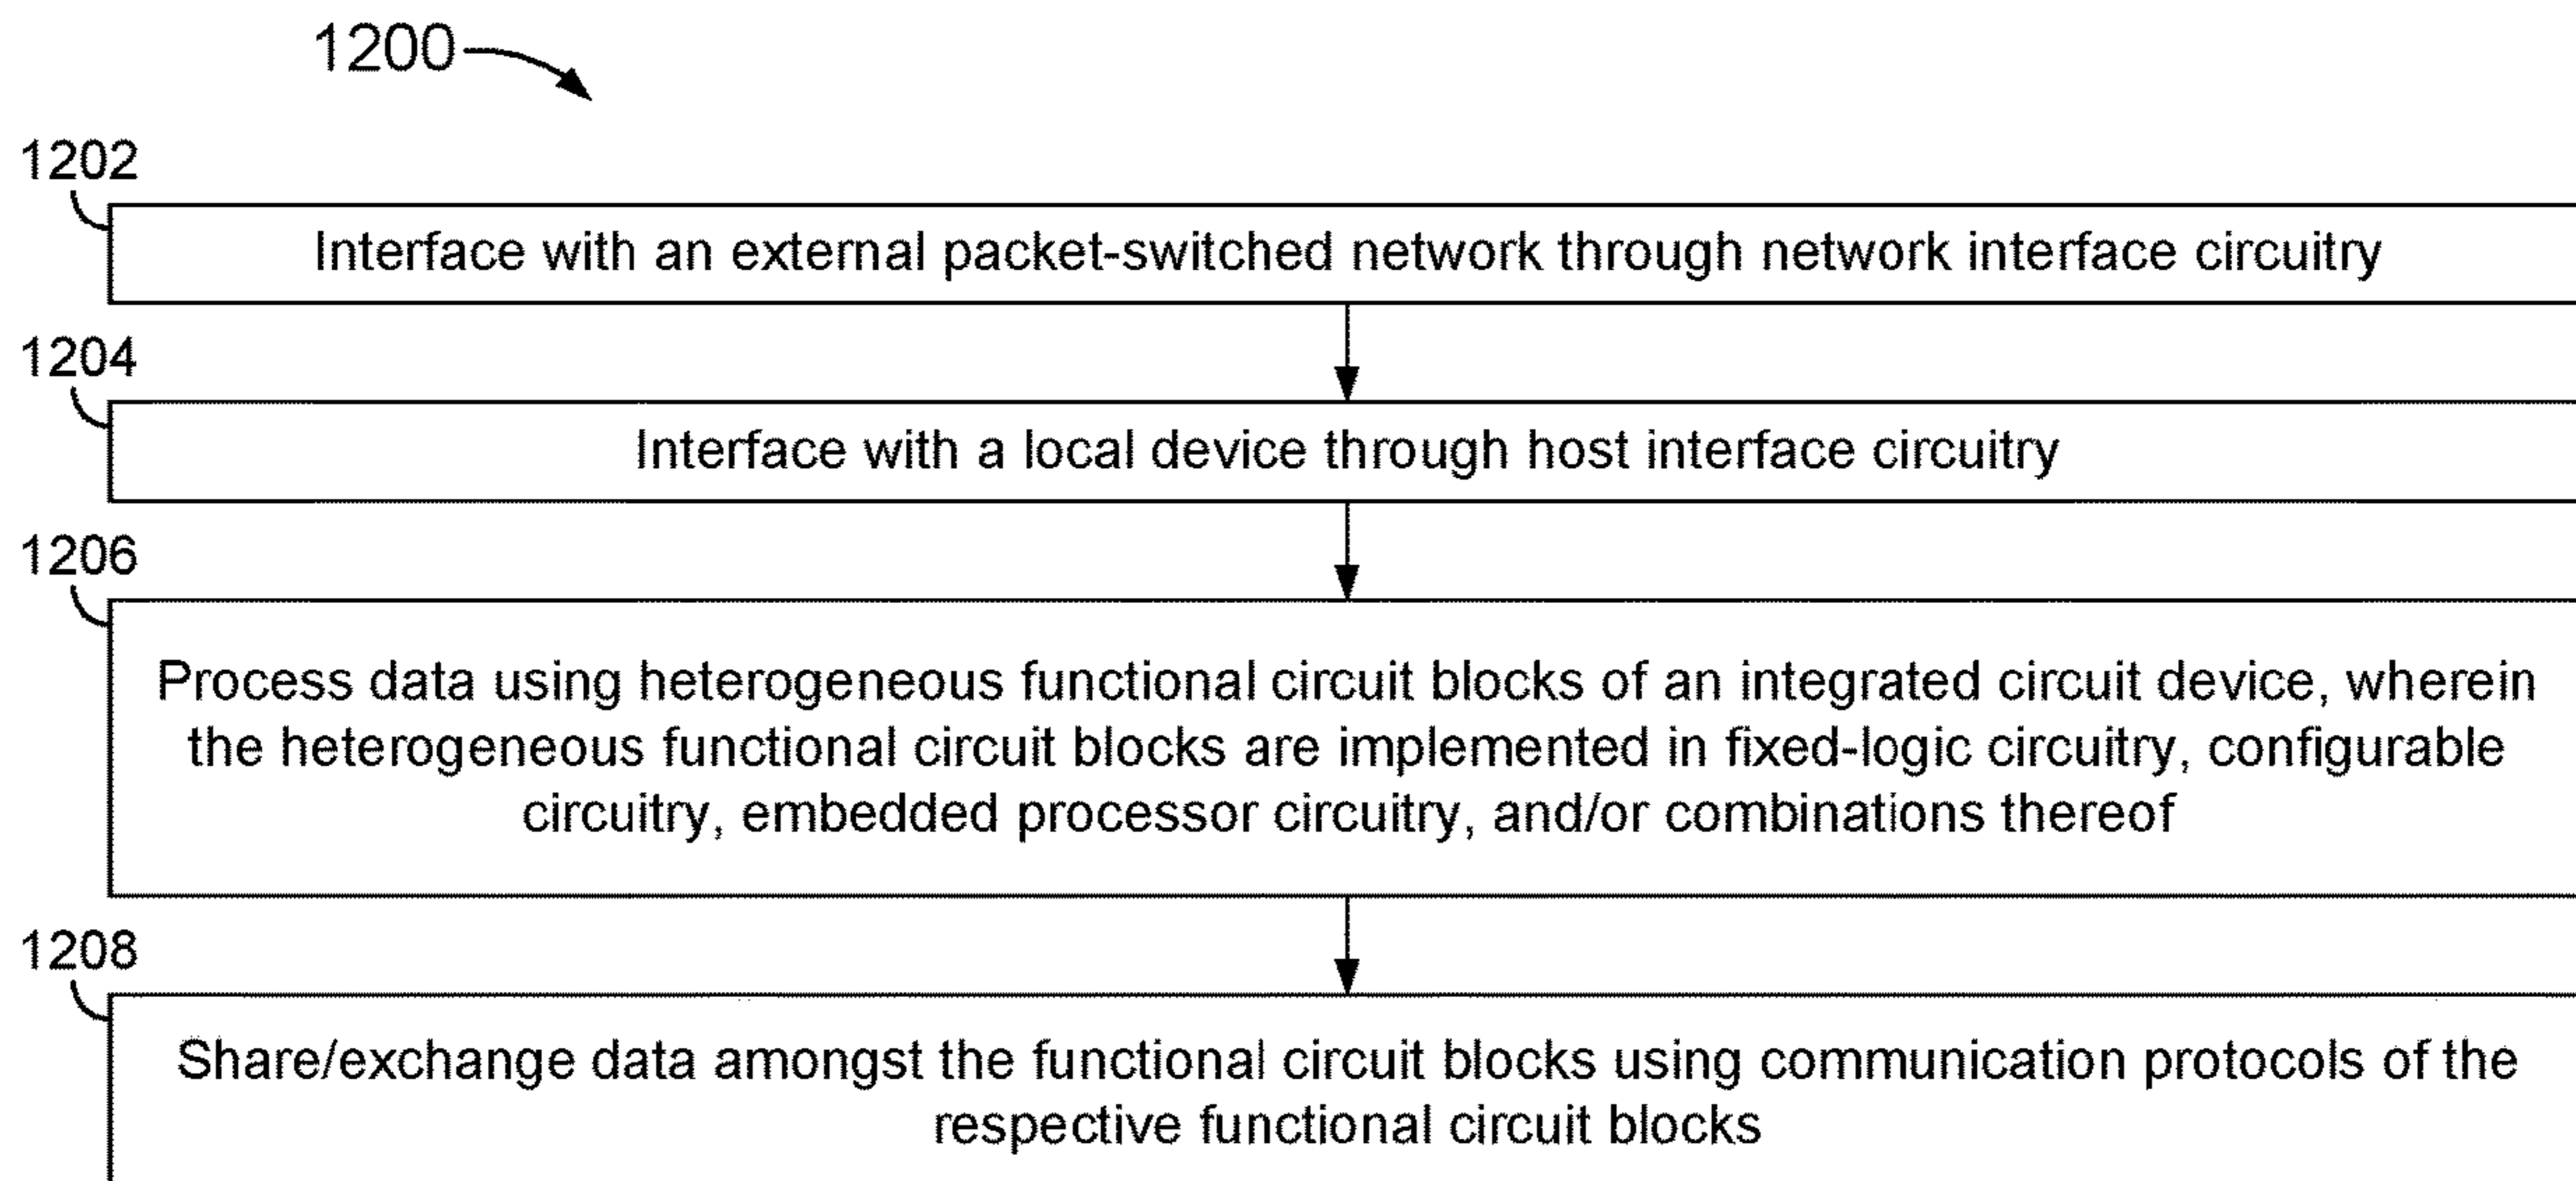 1200
1202
Interface with an external packet-switched network through network interface circuitry
1204
Interface with a local device through host interface circuitry
1206
Process data using heterogeneous functional circuit blocks of an integrated circuit device, wherein
the heterogeneous functional circuit blocks are implemented in fixed-logic circuitry, configurable
circuitry, embedded processor circuitry, and/or combinations thereof
1208
Share/exchange data amongst the functional circuit blocks using communication protocols of the
respective functional circuit blocks